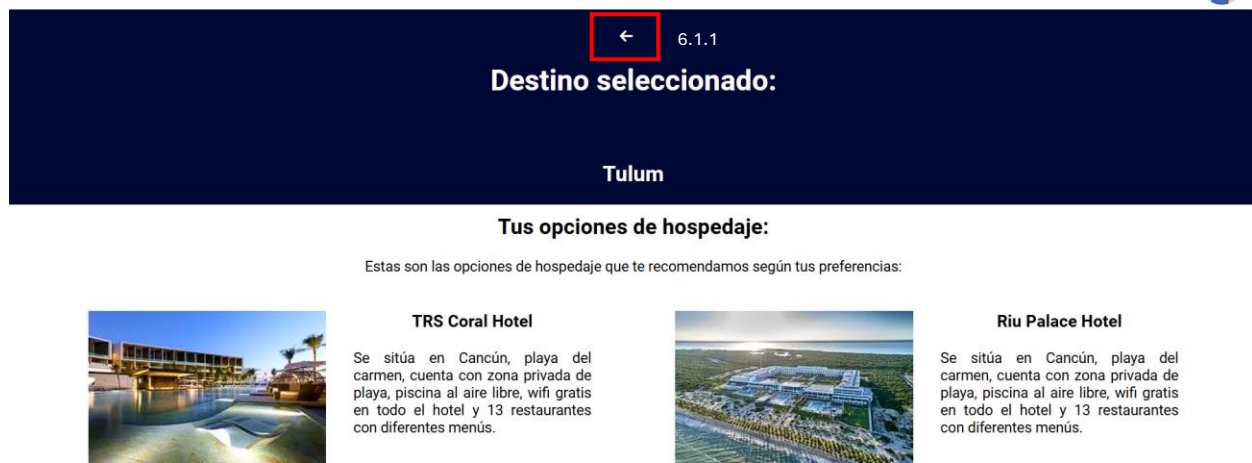 ← 6.1.1
Destino seleccionado:
Tulum
Tus opciones de hospedaje:
Estas son las opciones de hospedaje que te recomendamos según tus preferencias:
TRS Coral Hotel
Se sitúa en Cancún, playa del
carmen, cuenta con zona privada de
playa, piscina al aire libre, wifi gratis
en todo el hotel y 13 restaurantes
con diferentes menús.
Riu Palace Hotel
Se sitúa en Cancún, playa del
carmen, cuenta con zona privada de
playa, piscina al aire libre, wifi gratis
en todo el hotel y 13 restaurantes
con diferentes menús.